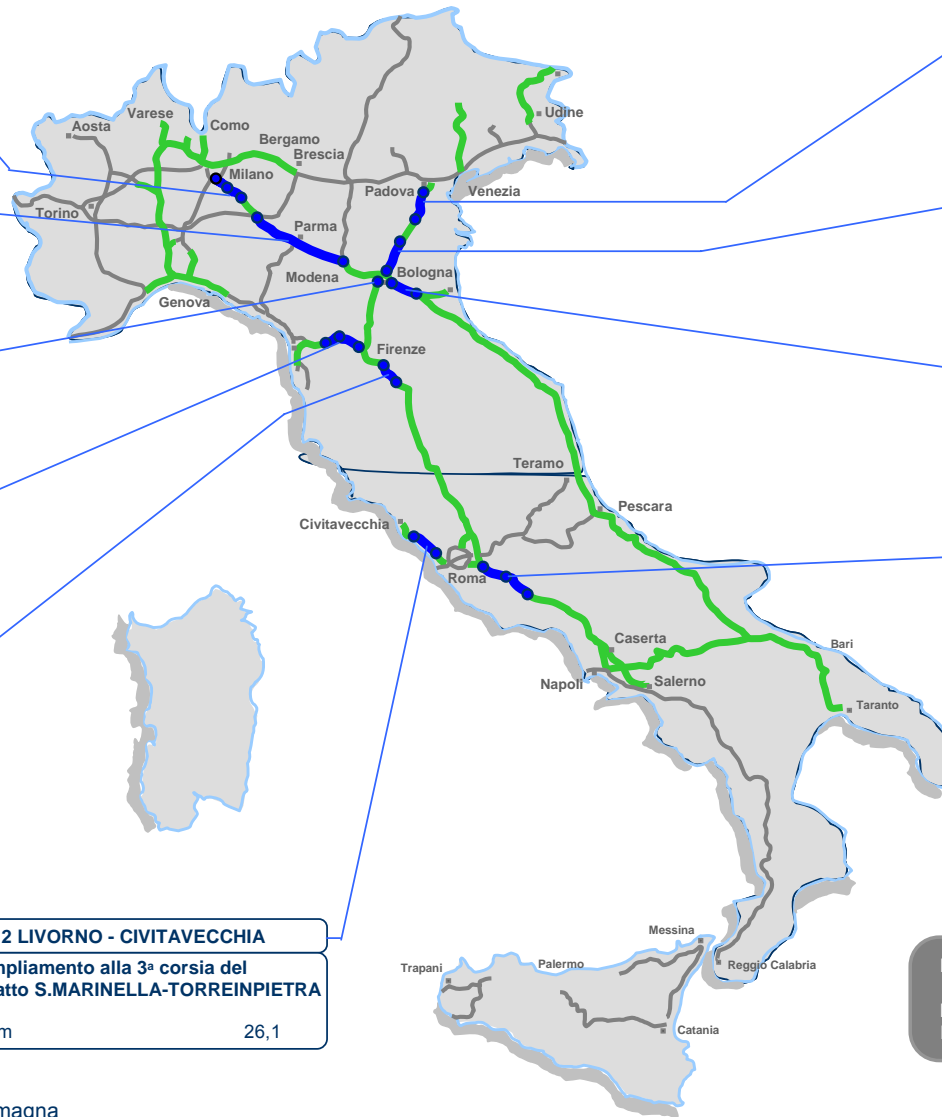 Varese
Como
Aosta
Udine
Bergamo
Brescia
Milano
Padova
Venezia
Torino
Parma
Modena
Bologna
Genova
Firenze
Teramo
Pescara
Civitavecchia
Roma
Caserta
Bari
Napoli
Salerno
Taranto
2 LIVORNO - CIVITAVECCHIA
mpliamento alla 3ª corsia del
atto S.MARINELLA-TORREINPIETRA
m 26,1
Messina
Trapani
Palermo
Reggio Calabria
Catania
magna